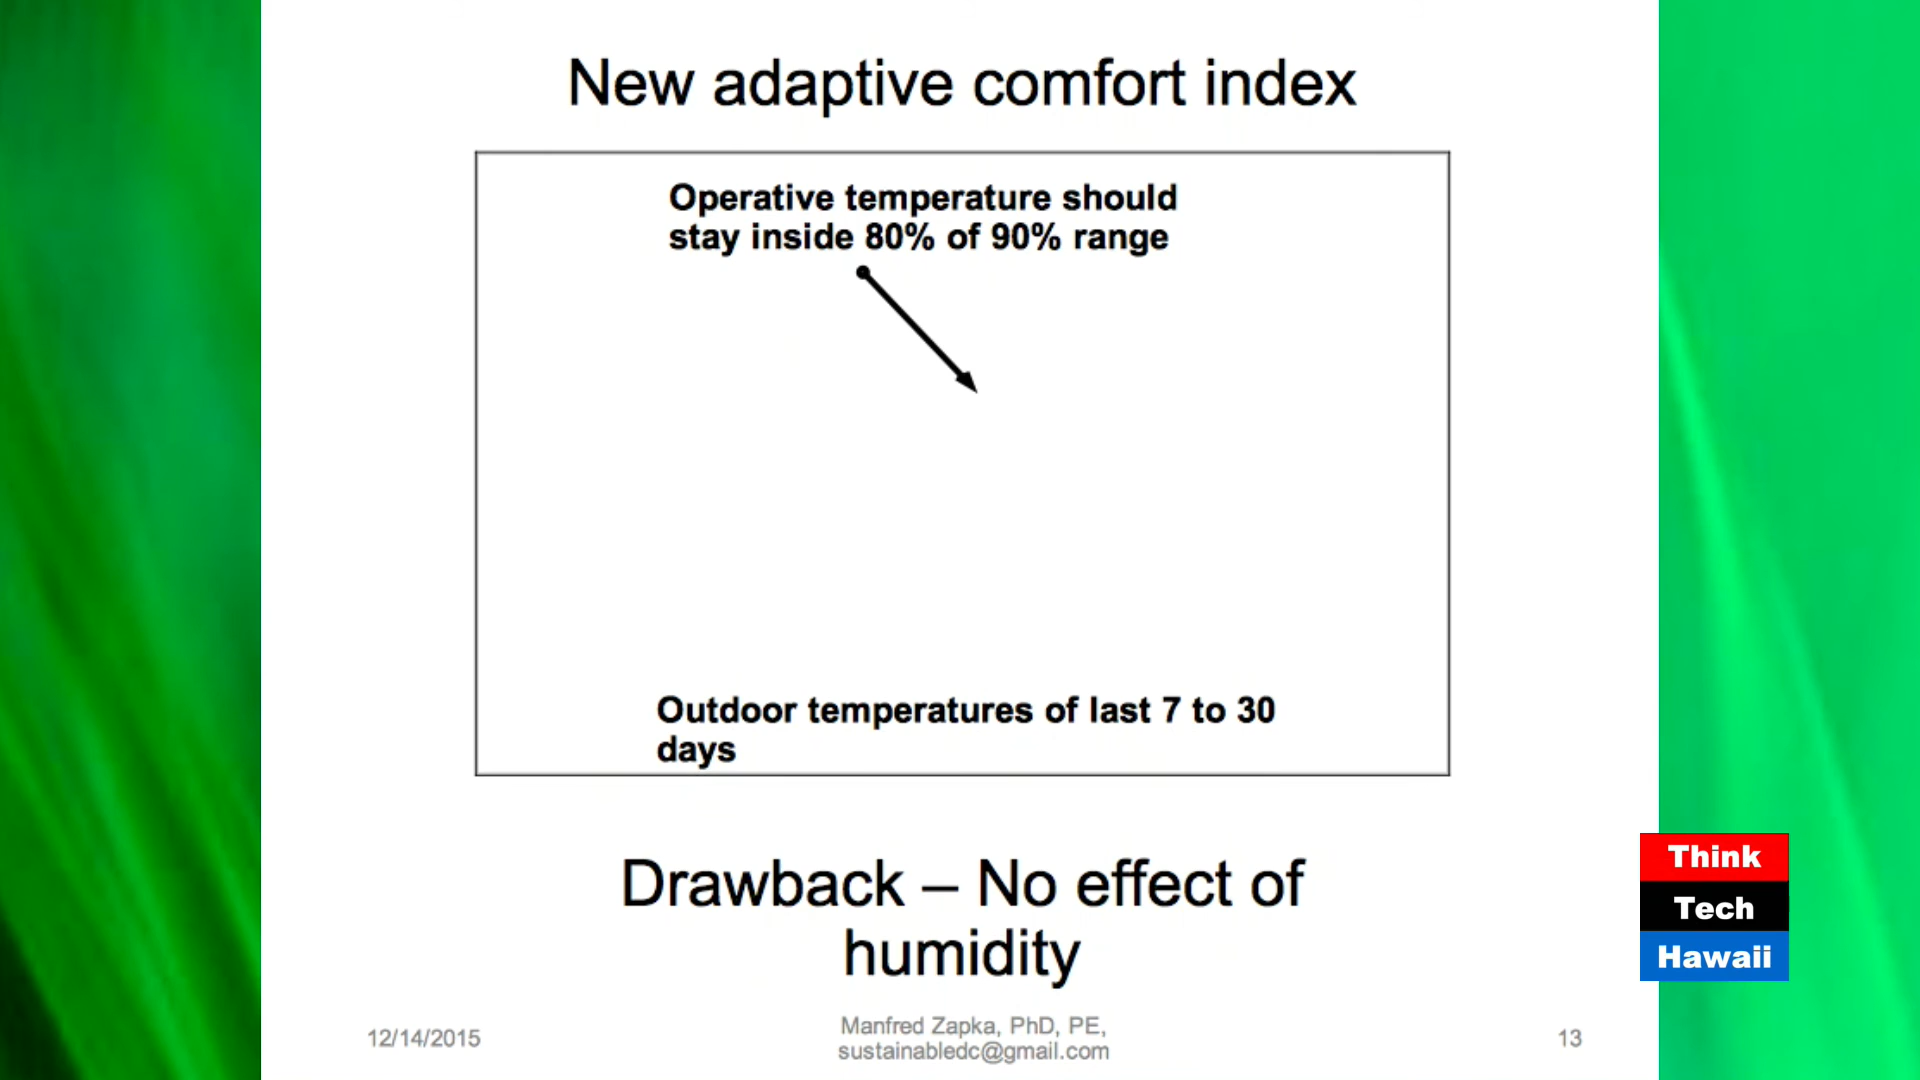 New adaptive comfort index
Operative temperature should
stay inside 80% of 90% range
Outdoor temperatures of last 7 to 30
days
Drawback – No effect of
humidity
Think
Tech
Hawaii
12/14/2015
Manfred Zapka, PhD, PE,
sustainabledc@gmail.com
13